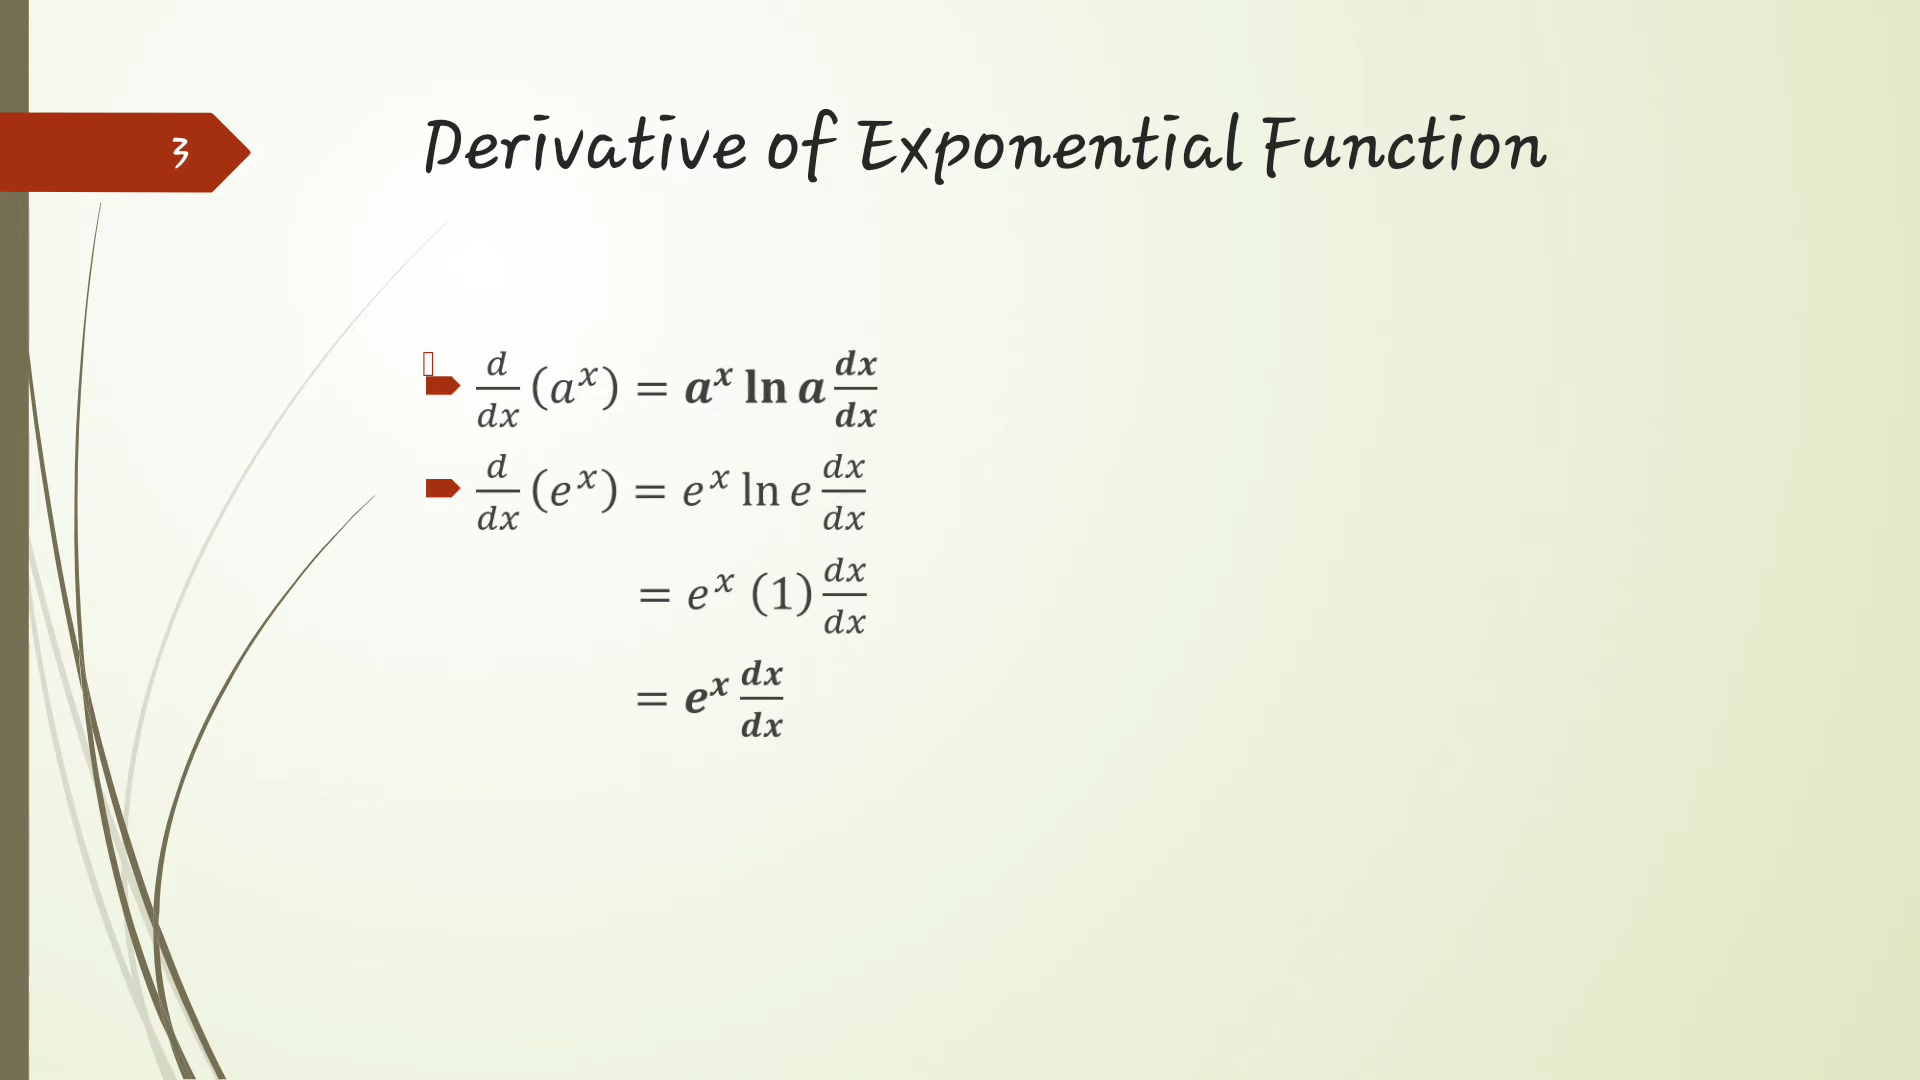 3
Derivative of Exponential Function
d/dx (a^x) = a^x ln a dx/dx
d/dx (e^x) = e^x ln e dx/dx
= e^x (1) dx/dx
= e^x dx/dx